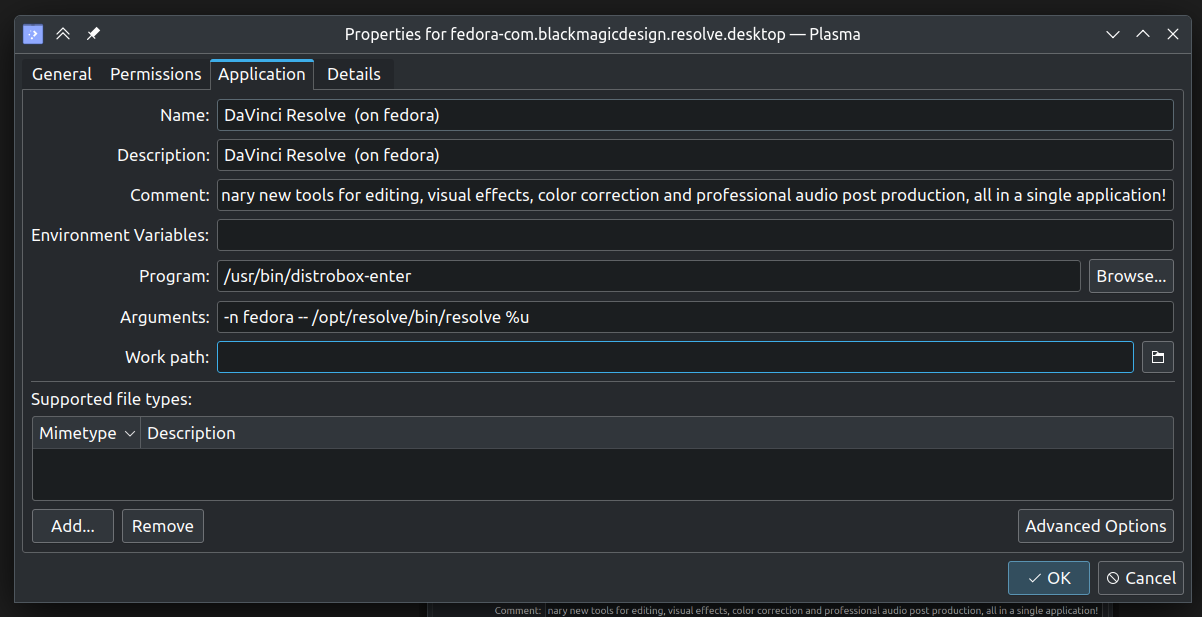 Properties for fedora-com.blackmagicdesign.resolve.desktop — Plasma
General Permissions Application Details
Name: DaVinci Resolve  (on fedora)
Description: DaVinci Resolve  (on fedora)
Comment: nary new tools for editing, visual effects, color correction and professional audio post production, all in a single application!
Environment Variables:
Program: /usr/bin/distrobox-enter Browse...
Arguments: -n fedora -- /opt/resolve/bin/resolve %u
Work path:
Supported file types:
Mimetype Description
Add... Remove Advanced Options
OK Cancel
Comment: nary new tools for editing, visual effects, color correction and professional audio post production, all in a single application!